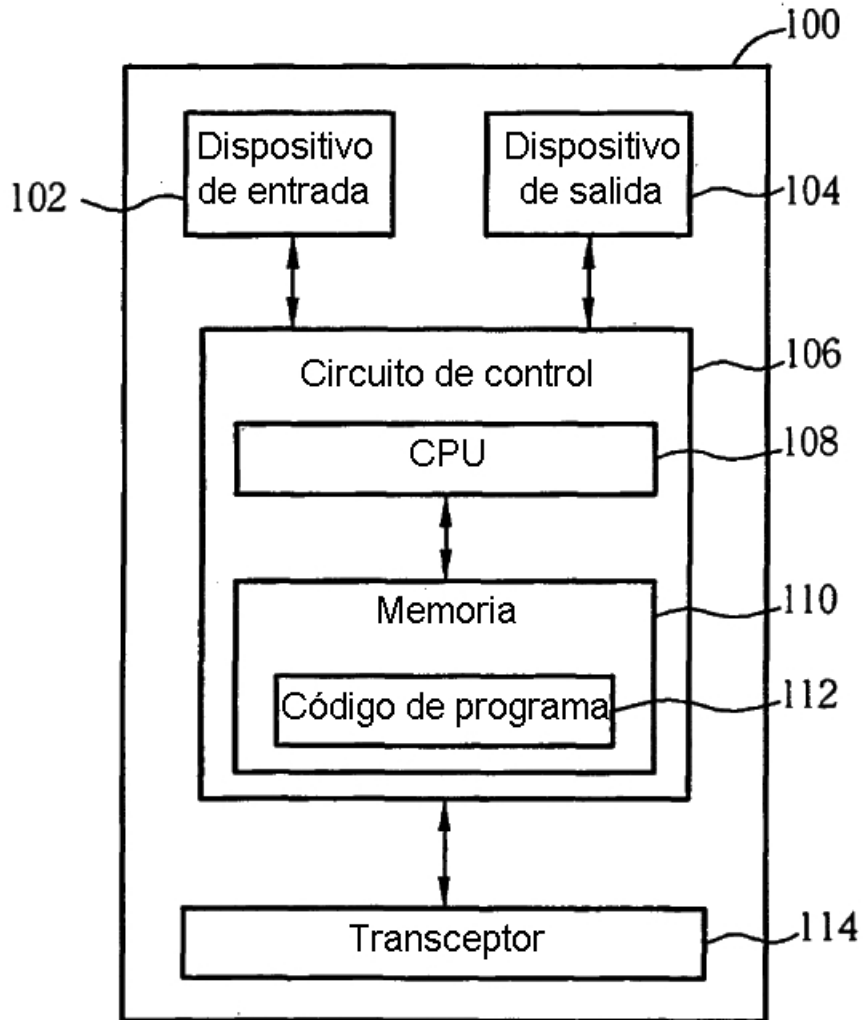 100
Dispositivo
de entrada
Dispositivo
de salida
102
104
Circuito de control
106
CPU
108
Memoria
110
Código de programa
112
Transceptor
114